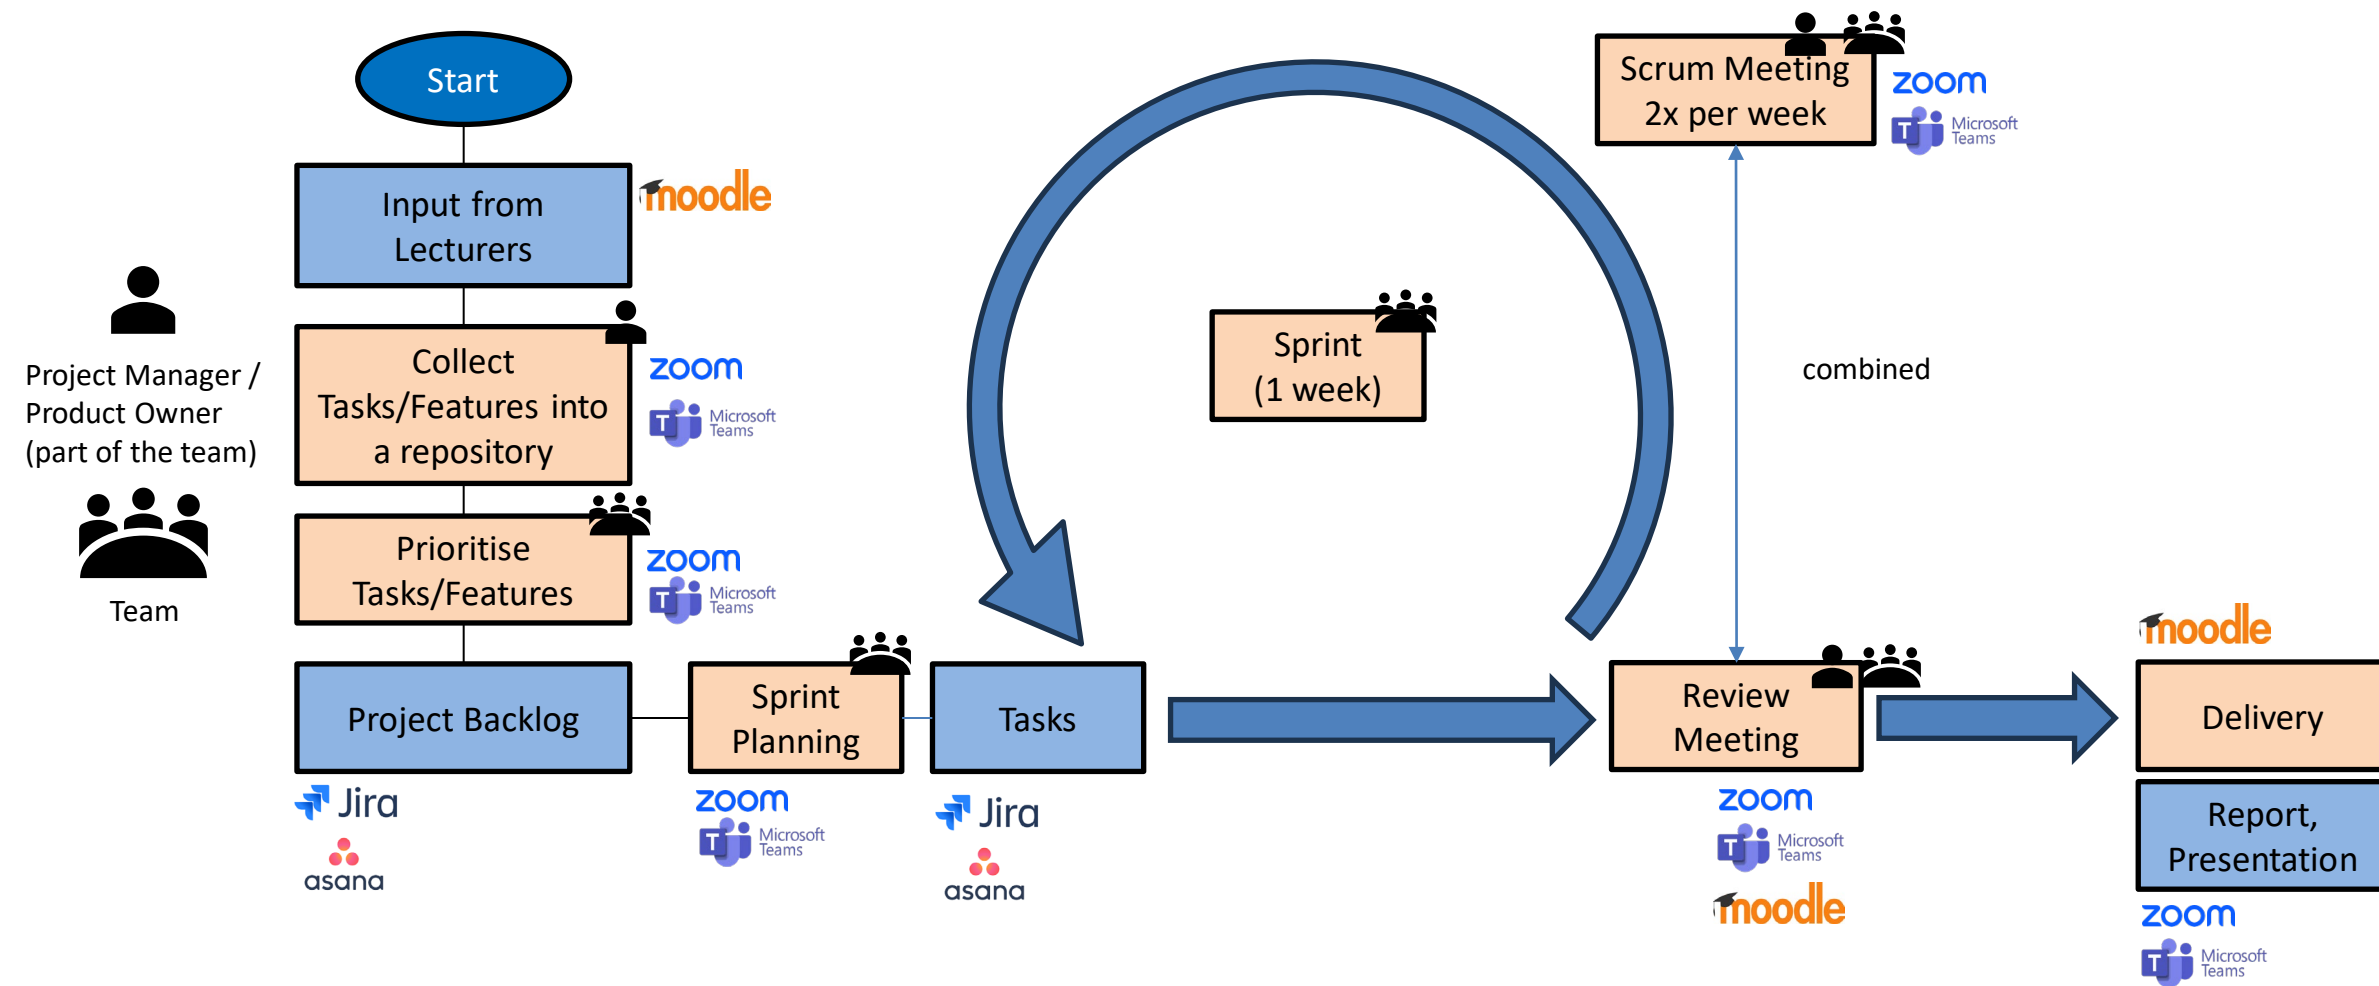 Start
Input from
Lecturers
moodle
Project Manager /
Product Owner
(part of the team)
Team
Collect
Tasks/Features into
a repository
zoom
Microsoft
Teams
Prioritise
Tasks/Features
zoom
Microsoft
Teams
Project Backlog
Jira
asana
Sprint
Planning
zoom
Microsoft
Teams
Tasks
Jira
asana
Sprint
(1 week)
Scrum Meeting
2x per week
zoom
Microsoft
Teams
combined
Review
Meeting
zoom
Microsoft
Teams
moodle
moodle
Delivery
Report,
Presentation
zoom
Microsoft
Teams